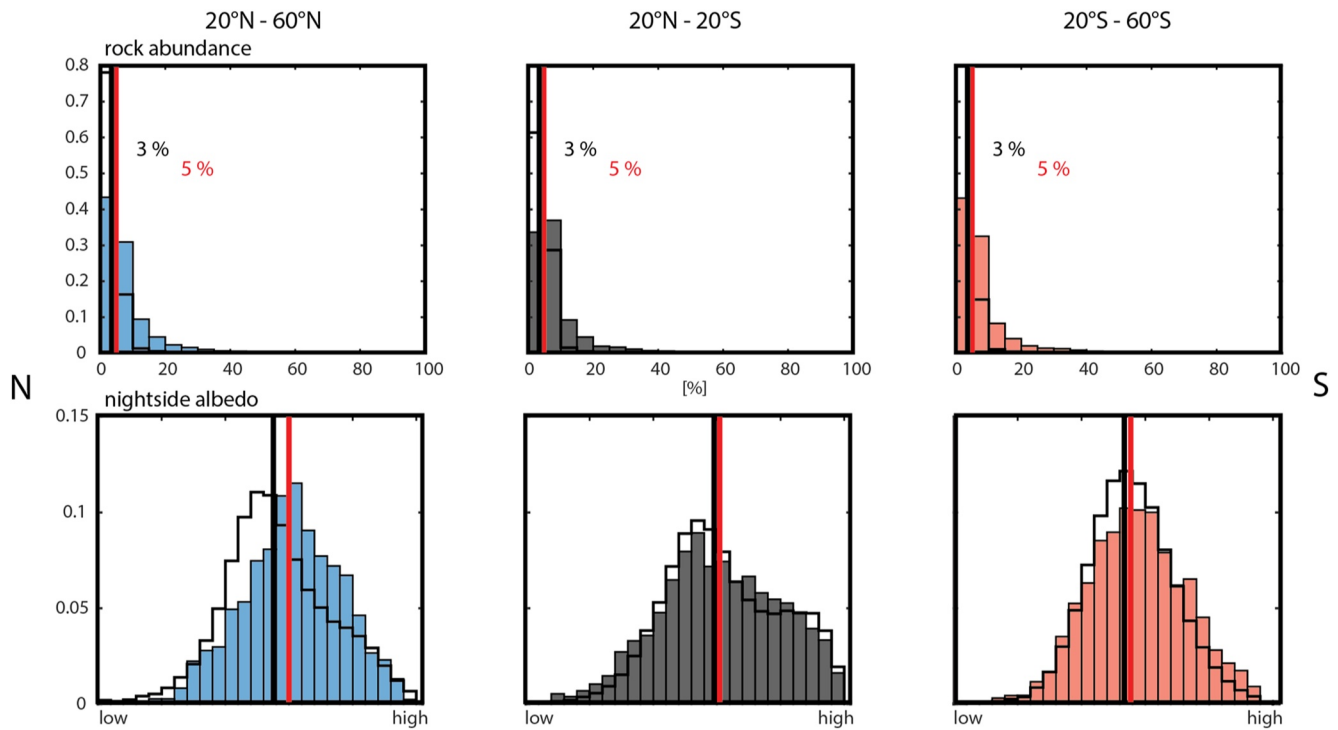 20°N - 60°N
20°N - 20°S
20°S - 60°S
rock abundance
0.8
0.7
0.6
0.5
0.4
0.3
0.2
0.1
0
3 %
5 %
3 %
5 %
3 %
5 %
0 20 40 60 80 100
0 20 40 60 80 100
0 20 40 60 80 100
[%]
N
S
nightside albedo
0.15
0.1
0.05
0
low high
low high
low high